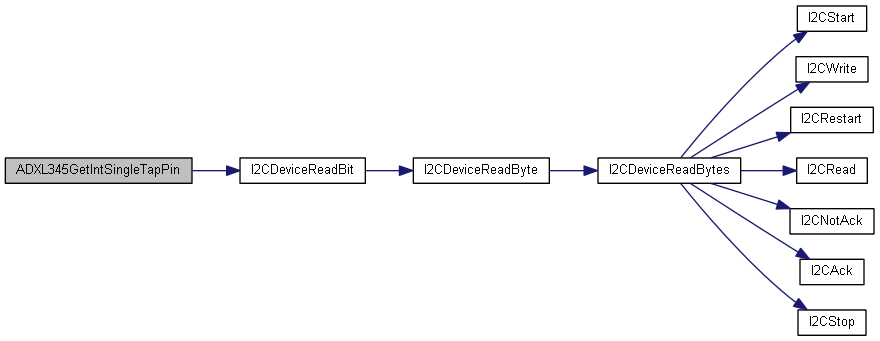 ADXL345GetIntSingleTapPin
I2CDeviceReadBit
I2CDeviceReadByte
I2CDeviceReadBytes
I2CStart
I2CWrite
I2CRestart
I2CRead
I2CNotAck
I2CAck
I2CStop